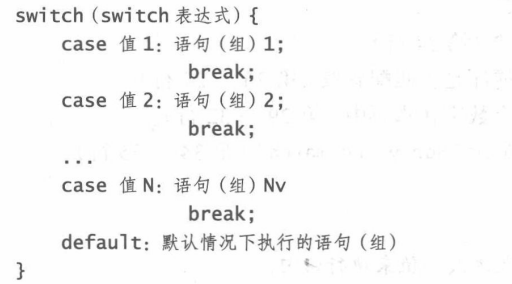 switch (switch 表达式) {
case 值 1: 语句 (组) 1;
break;
case 值 2: 语句 (组) 2;
break;
...
case 值 N: 语句 (组) Nv
break;
default: 默认情况下执行的语句 (组)
}